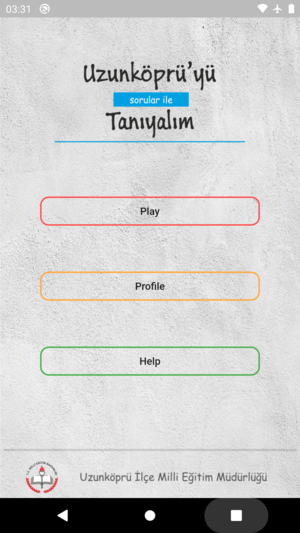 03:31
Uzunköprü'yü
sorular ile
Tanıyalım
Play
Profile
Help
Uzunköprü İlçe Milli Eğitim Müdürlüğü